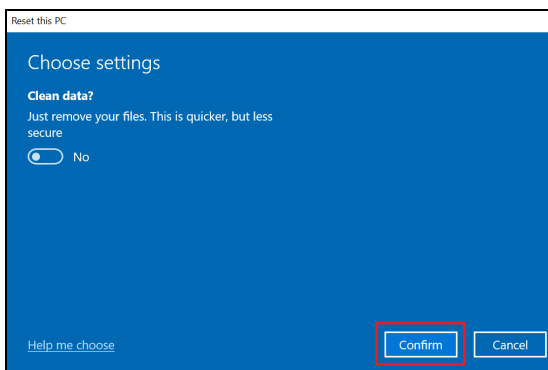 Reset this PC
Choose settings
Clean data?
Just remove your files. This is quicker, but less
secure
No
Help me choose
Confirm
Cancel